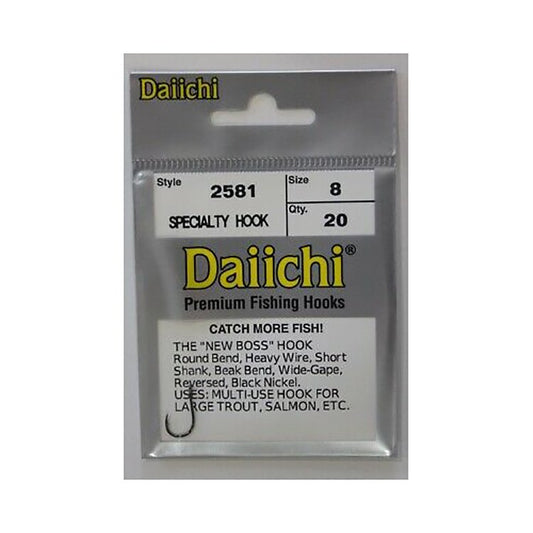 Daiichi
Style 2581 Size 8
SPECIALTY HOOK Qty. 20
Daiichi®
Premium Fishing Hooks
CATCH MORE FISH!
THE "NEW BOSS" HOOK
Round Bend, Heavy Wire, Short
Shank, Beak Bend, Wide-Gape,
Reversed, Black Nickel.
USES: MULTI-USE HOOK FOR
LARGE TROUT, SALMON, ETC.